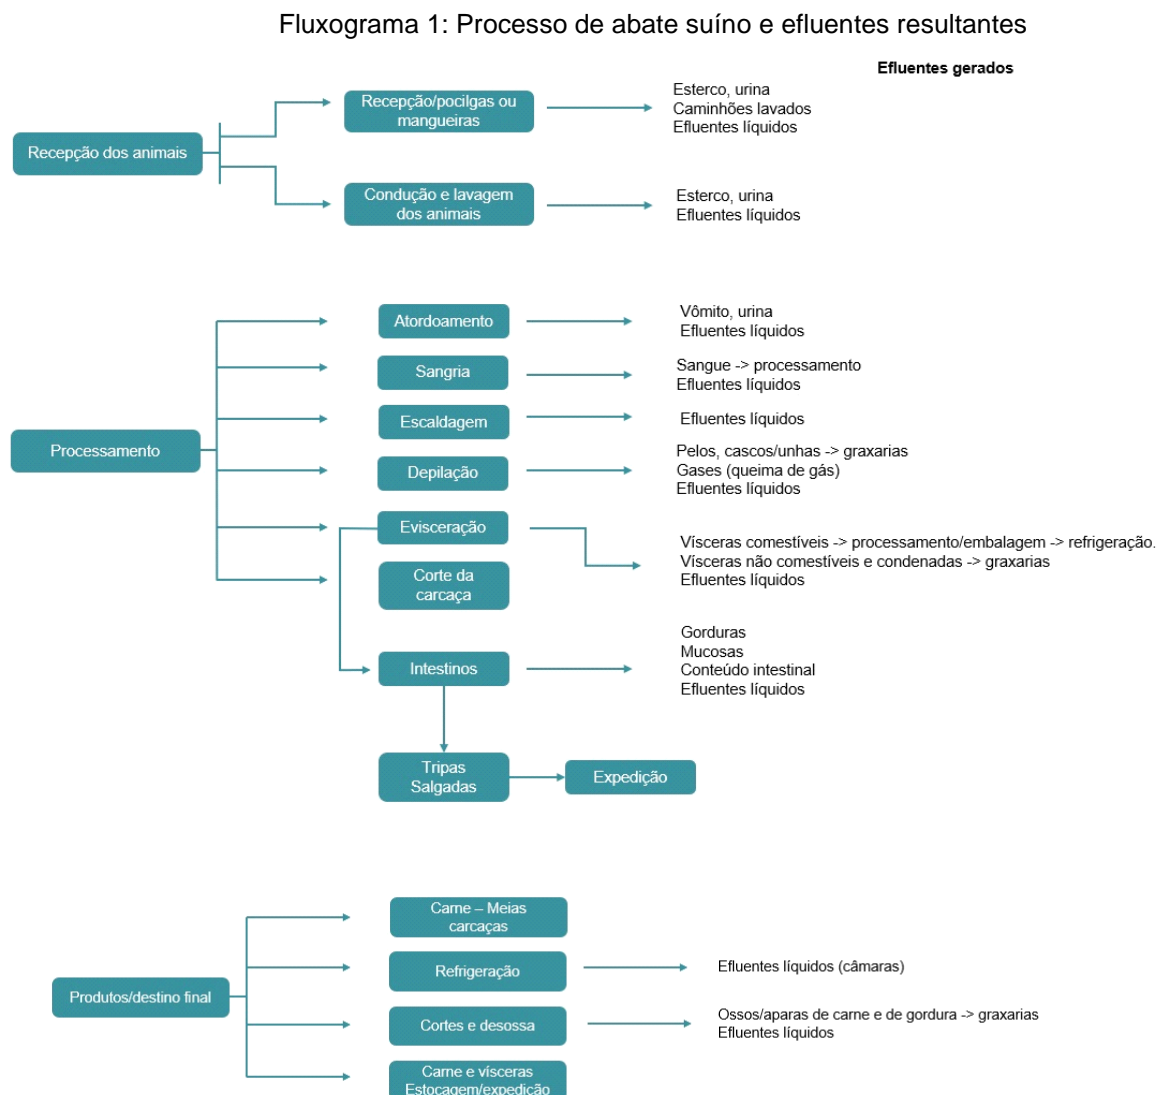 Fluxograma 1: Processo de abate suíno e efluentes resultantes
Efluentes gerados
Recepção dos animais
Recepção/pocilgas ou
mangueiras
Esterco, urina
Caminhões lavados
Efluentes líquidos
Condução e lavagem
dos animais
Esterco, urina
Efluentes líquidos
Processamento
Atordoamento
Vômito, urina
Efluentes líquidos
Sangria
Sangue -> processamento
Efluentes líquidos
Escaldagem
Efluentes líquidos
Depilação
Pelos, cascos/unhas -> graxarias
Gases (queima de gás)
Efluentes líquidos
Evisceração
Vísceras comestíveis -> processamento/embalagem -> refrigeração.
Vísceras não comestíveis e condenadas -> graxarias
Efluentes líquidos
Corte da
carcaça
Intestinos
Gorduras
Mucosas
Conteúdo intestinal
Efluentes líquidos
Tripas
Salgadas
Expedição
Produtos/destino final
Carne – Meias
carcaças
Refrigeração
Efluentes líquidos (câmaras)
Cortes e desossa
Ossos/aparas de carne e de gordura -> graxarias
Efluentes líquidos
Carne e vísceras
Estocagem/expedição